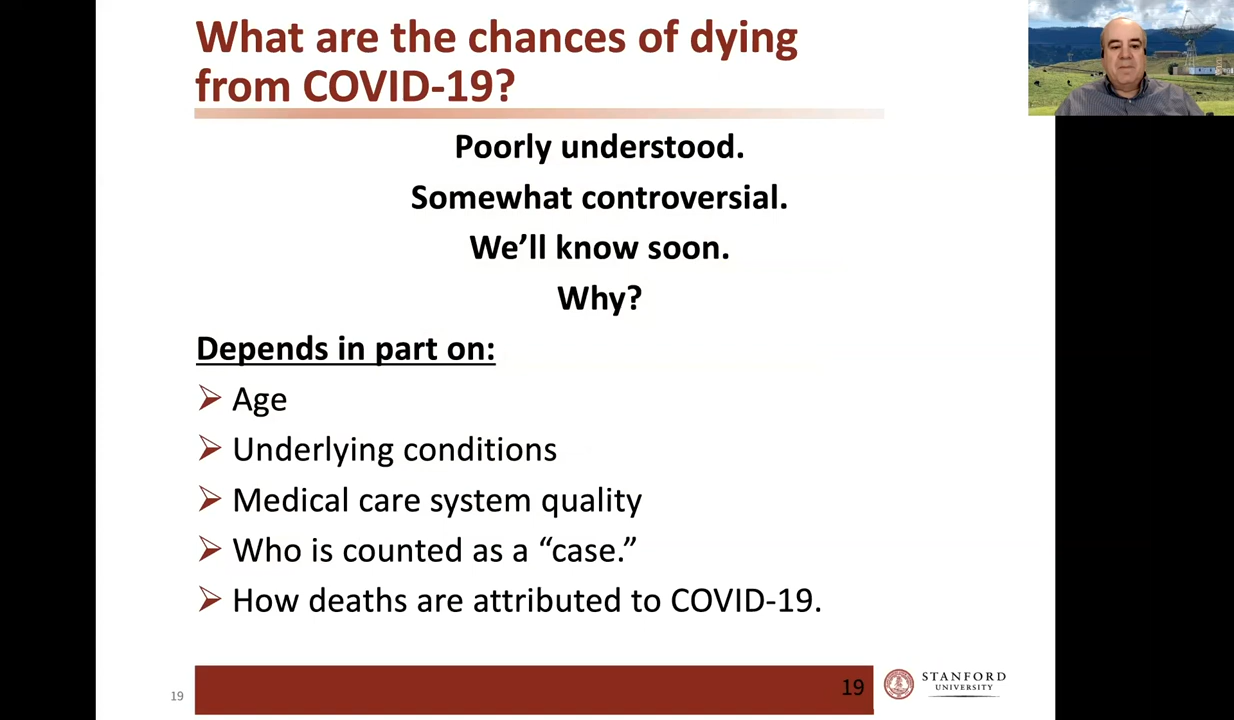 What are the chances of dying
from COVID-19?
Poorly understood.
Somewhat controversial.
We’ll know soon.
Why?
Depends in part on:
Age
Underlying conditions
Medical care system quality
Who is counted as a “case.”
How deaths are attributed to COVID-19.
19
19
STANFORD
UNIVERSITY